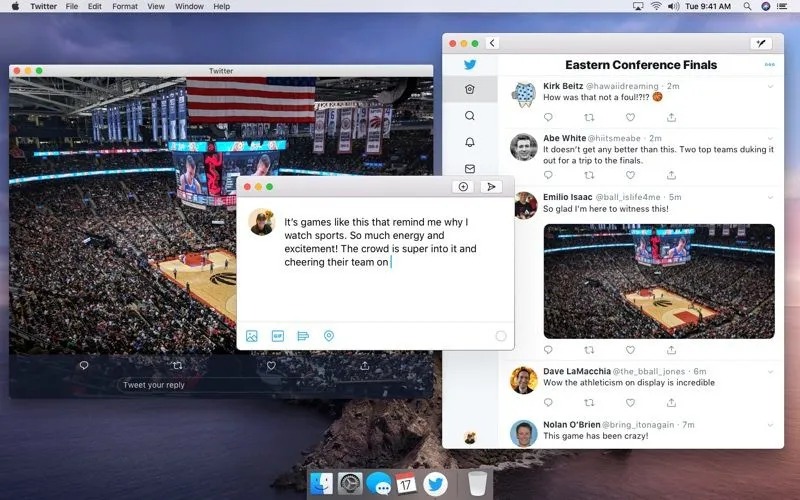 Twitter File Edit Format View Window Help
Tue 9:41 AM
Twitter
Tweet your reply
It's games like this that remind me why I
watch sports. So much energy and
excitement! The crowd is super into it and
cheering their team on
GIF
Eastern Conference Finals
Kirk Beitz @hawaiidreaming · 2m
How was that not a foul!?!? 🏀
Abe White @hiitsmeabe · 2m
It doesn't get any better than this. Two top teams duking it
out for a trip to the finals.
Emilio Isaac @ball_islife4me · 5m
So glad I'm here to witness this!
Dave LaMacchia @the_bball_jones · 6m
Wow the athleticism on display is incredible
Nolan O'Brien @bring_itonagain · 7m
This game has been crazy!
17